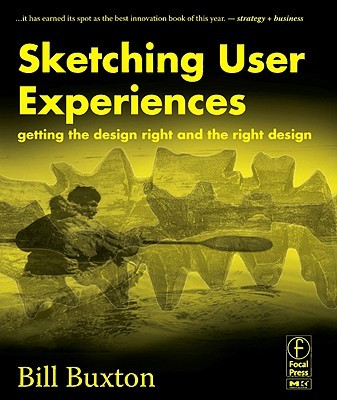 ...it has earned its spot as the best innovation book of this year. — strategy + business
Sketching User
Experiences
getting the design right and the right design
Bill Buxton
f
Focal
Press
MK